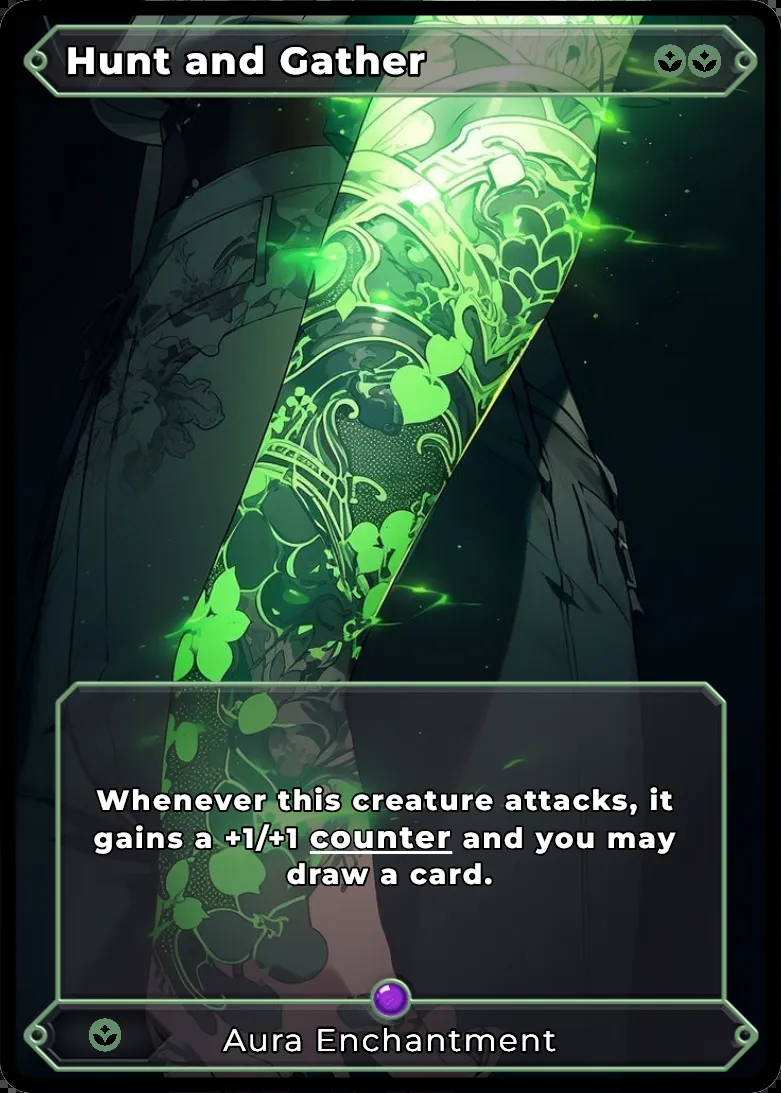 Hunt and Gather
Whenever this creature attacks, it
gains a +1/+1 counter and you may
draw a card.
Aura Enchantment